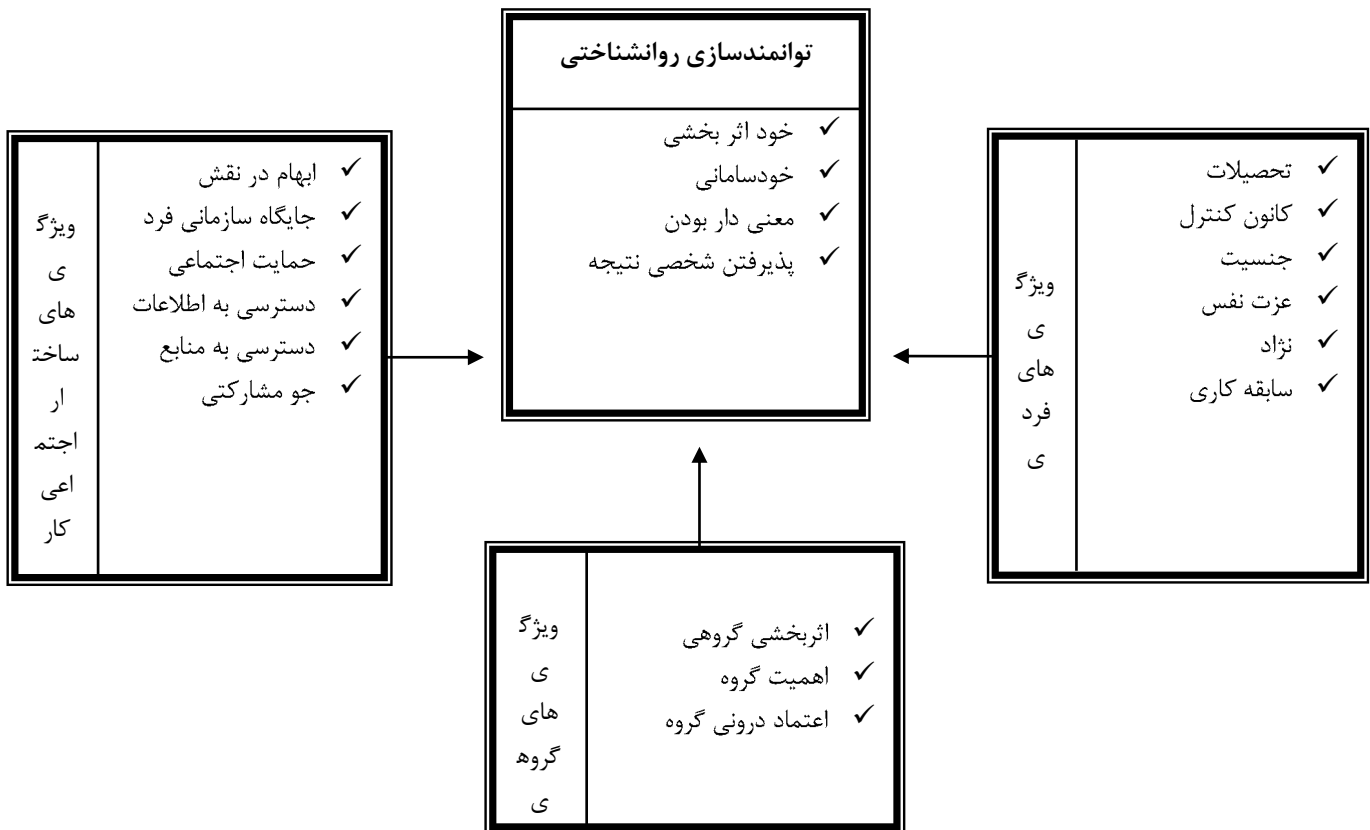 توانمندسازی روانشناختی
خود اثر بخشی
خودسامانی
معنی دار بودن
پذیرفتن شخصی نتیجه
تحصیلات
کانون کنترل
جنسیت
عزت نفس
نژاد
سابقه کاری
ویژگ
ی
های
فرد
ی
ابهام در نقش
جایگاه سازمانی فرد
حمایت اجتماعی
دسترسی به اطلاعات
دسترسی به منابع
جو مشارکتی
ویژگ
ی
های
ساخت
ار
اجتم
اعی
کار
اثربخشی گروهی
اهمیت گروه
اعتماد درونی گروه
ویژگ
ی
های
گروه
ی